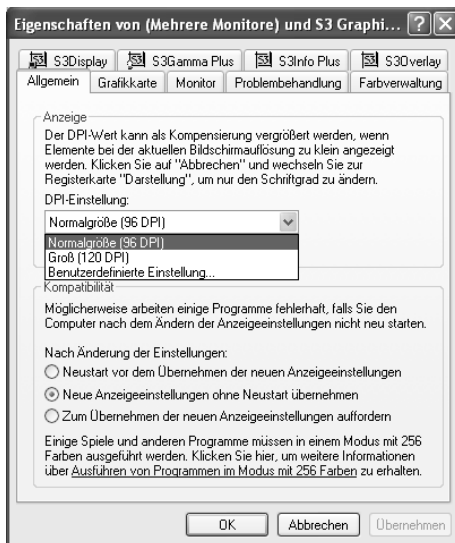 Eigenschaften von (Mehrere Monitore) und S3 Graphi...
S3Display S3Gamma Plus S3Info Plus S3Overlay
Allgemein Grafikkarte Monitor Problembehandlung Farbverwaltung
Anzeige
Der DPI-Wert kann als Kompensierung vergrößert werden, wenn
Elemente bei der aktuellen Bildschirmauflösung zu klein angezeigt
werden. Klicken Sie auf "Abbrechen" und wechseln Sie zur
Registerkarte "Darstellung", um nur den Schriftgrad zu ändern.
DPI-Einstellung:
Normalgröße (96 DPI)
Normalgröße (96 DPI)
Groß (120 DPI)
Benutzerdefinierte Einstellung...
Kompatibilität
Möglicherweise arbeiten einige Programme fehlerhaft, falls Sie den
Computer nach dem Ändern der Anzeigeeinstellungen nicht neu starten.
Nach Änderung der Einstellungen:
Neustart vor dem Übernehmen der neuen Anzeigeeinstellungen
Neue Anzeigeeinstellungen ohne Neustart übernehmen
Zum Übernehmen der neuen Anzeigeeinstellungen auffordern
Einige Spiele und anderen Programme müssen in einem Modus mit 256
Farben ausgeführt werden. Klicken Sie hier, um weitere Informationen
über Ausführen von Programmen im Modus mit 256 Farben zu erhalten.
OK Abbrechen Übernehmen